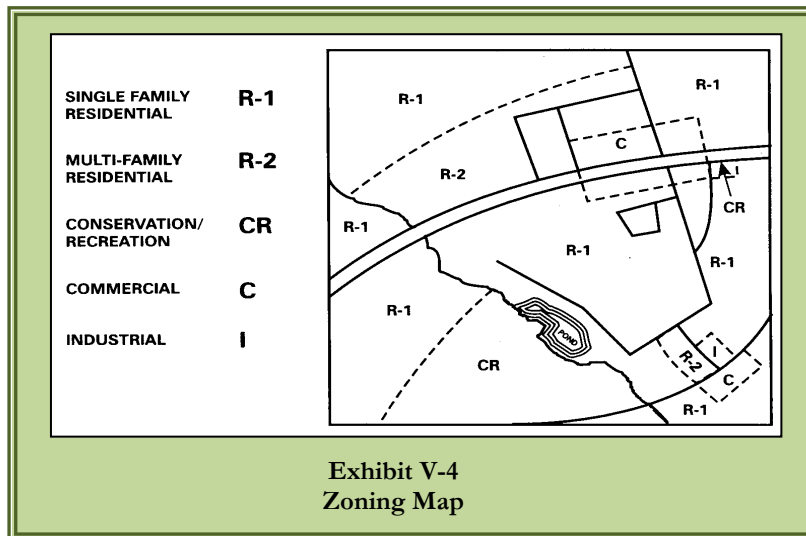 SINGLE FAMILY RESIDENTIAL R-1
MULTI-FAMILY RESIDENTIAL R-2
CONSERVATION/ RECREATION CR
COMMERCIAL C
INDUSTRIAL I
R-1
R-1
C
R-2
I
CR
R-1
R-1
R-1
R-1
POND
CR
R-2
I
C
R-1
Exhibit V-4
Zoning Map